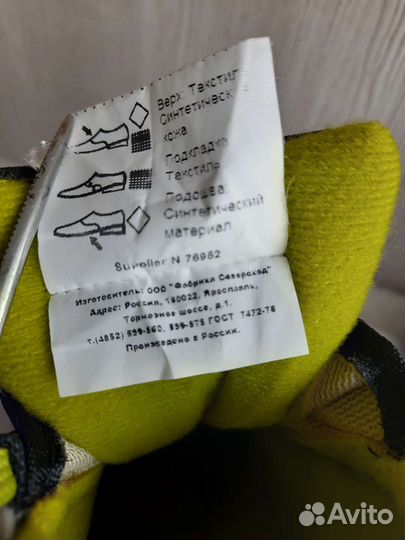 Верх: Текстиль
Синтетическая
кожа
Подкладка:
Текстиль
Подошва:
Синтетический
материал
Supplier N 76952
Изготовитель: ООО "Фабрика Скороход"
Адрес: Россия, 150022, Ярославль,
Тормозное шоссе, д.1.
т.(4852) 599-560, 599-575 ГОСТ 7472-78
Произведено в России.
Avito